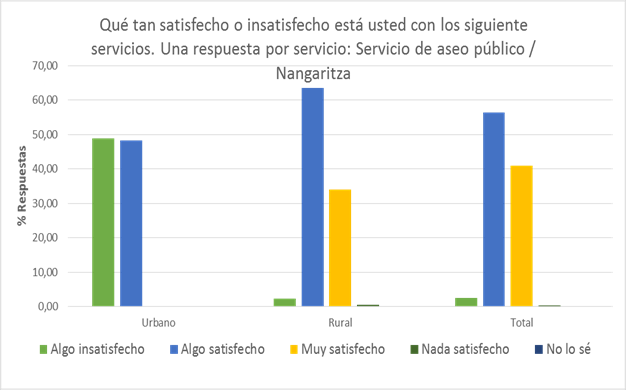 Qué tan satisfecho o insatisfecho está usted con los siguiente
servicios. Una respuesta por servicio: Servicio de aseo público /
Nangaritza
70,00
60,00
50,00
40,00
30,00
20,00
10,00
0,00
% Respuestas
Urbano Rural Total
Algo insatisfecho Algo satisfecho Muy satisfecho Nada satisfecho No lo sé